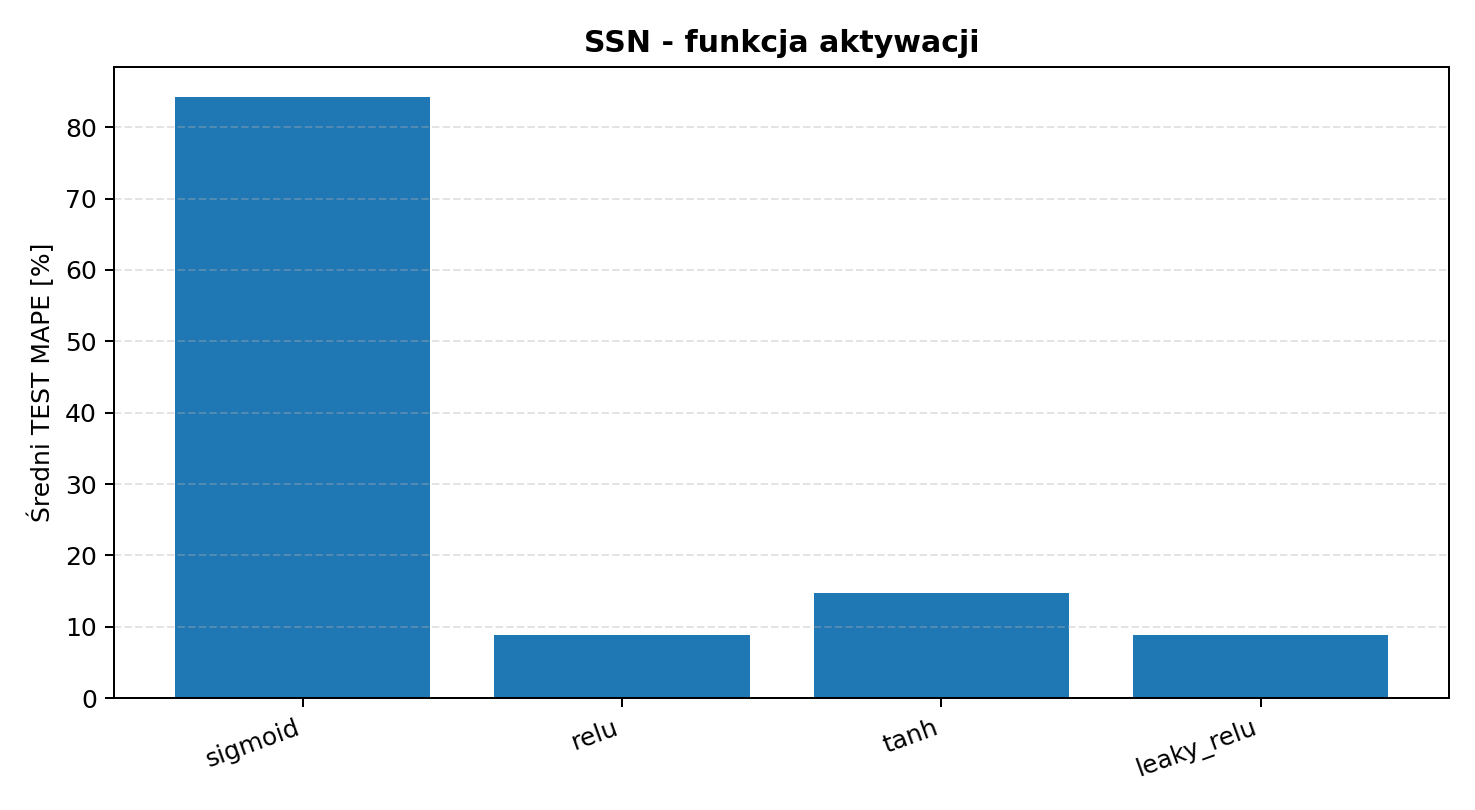 SSN - funkcja aktywacji
Średni TEST MAPE [%]
80
70
60
50
40
30
20
10
0
sigmoid
relu
tanh
leaky_relu